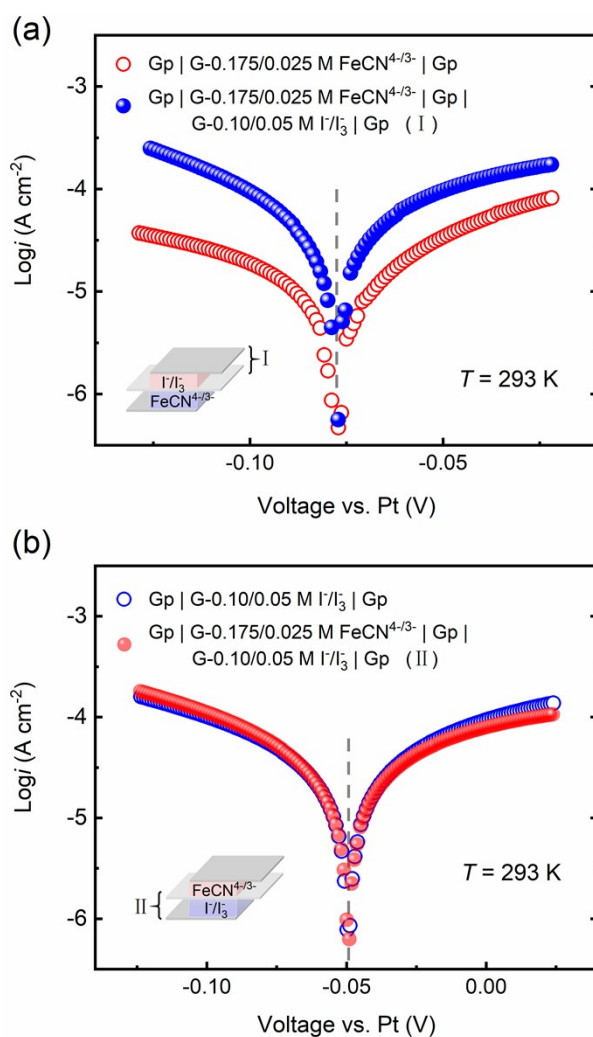 (a)
Gp | G-0.175/0.025 M FeCN⁴⁻/³⁻ | Gp
Gp | G-0.175/0.025 M FeCN⁴⁻/³⁻ | Gp |
G-0.10/0.05 M I⁻/I₃⁻ | Gp (Ⅰ)
-3
-4
-5
-6
Logi (A cm⁻²)
Ⅰ
I⁻/I₃⁻
FeCN⁴⁻/³⁻
T = 293 K
-0.10
-0.05
Voltage vs. Pt (V)
(b)
Gp | G-0.10/0.05 M I⁻/I₃⁻ | Gp
Gp | G-0.175/0.025 M FeCN⁴⁻/³⁻ | Gp |
G-0.10/0.05 M I⁻/I₃⁻ | Gp (Ⅱ)
-3
-4
-5
-6
Logi (A cm⁻²)
Ⅱ
FeCN⁴⁻/³⁻
I⁻/I₃⁻
T = 293 K
-0.10
-0.05
0.00
Voltage vs. Pt (V)